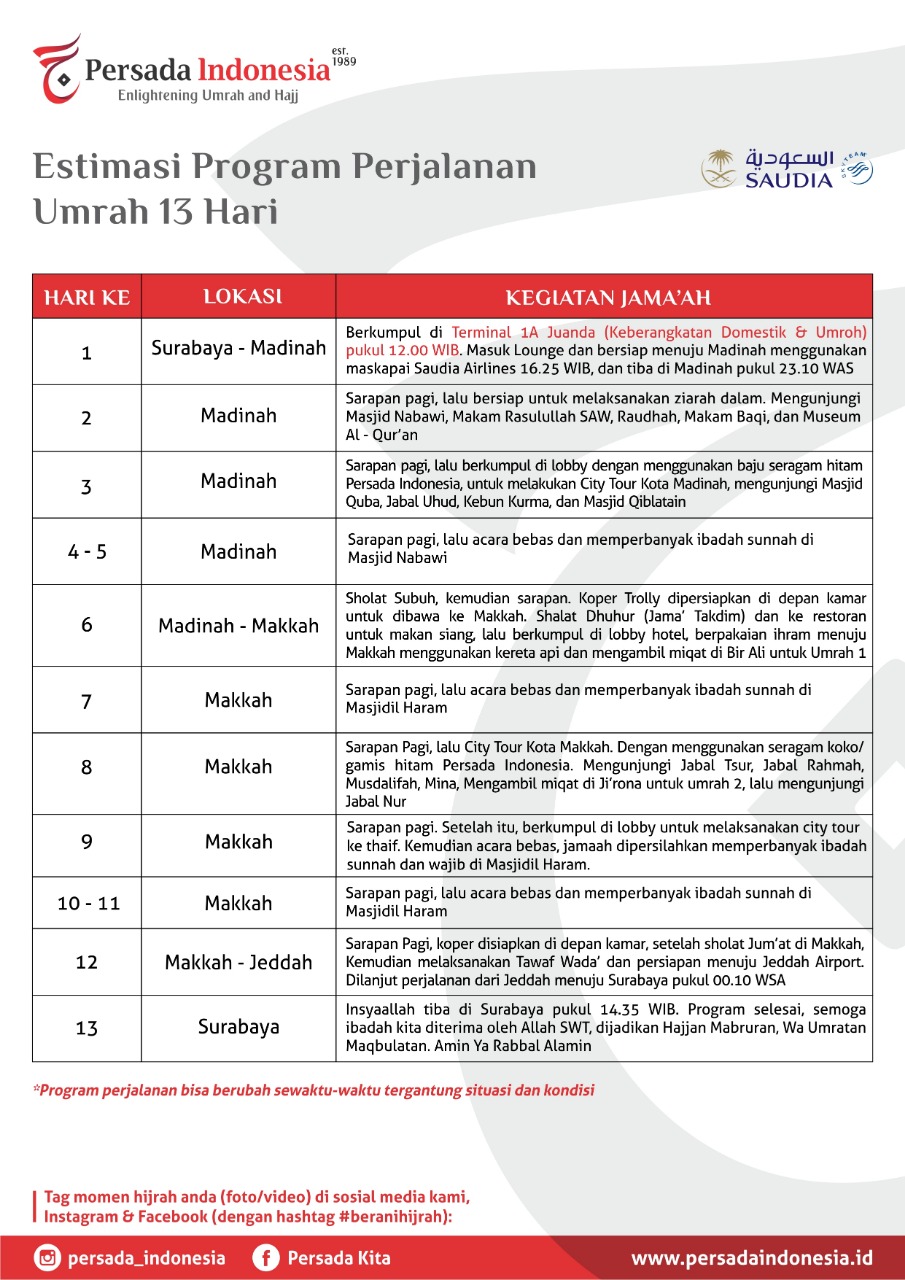 est.
1989
Persada Indonesia
Enlightening Umrah and Hajj
Estimasi Program Perjalanan
Umrah 13 Hari
السعودية
SAUDIA
SKYTEAM
HARI KE
LOKASI
KEGIATAN JAMA'AH
1
Surabaya - Madinah
Berkumpul di Terminal 1A Juanda (Keberangkatan Domestik & Umroh)
pukul 12.00 WIB. Masuk Lounge dan bersiap menuju Madinah menggunakan
maskapai Saudia Airlines 16.25 WIB, dan tiba di Madinah pukul 23.10 WAS
2
Madinah
Sarapan pagi, lalu bersiap untuk melaksanakan ziarah dalam. Mengunjungi
Masjid Nabawi, Makam Rasulullah SAW, Raudhah, Makam Baqi, dan Museum
Al - Qur'an
3
Madinah
Sarapan pagi, lalu berkumpul di lobby dengan menggunakan baju seragam hitam
Persada Indonesia, untuk melakukan City Tour Kota Madinah, mengunjungi Masjid
Quba, Jabal Uhud, Kebun Kurma, dan Masjid Qiblatain
4 - 5
Madinah
Sarapan pagi, lalu acara bebas dan memperbanyak ibadah sunnah di
Masjid Nabawi
6
Madinah - Makkah
Sholat Subuh, kemudian sarapan. Koper Trolly dipersiapkan di depan kamar
untuk dibawa ke Makkah. Shalat Dhuhur (Jama' Takdim) dan ke restoran
untuk makan siang, lalu berkumpul di lobby hotel, berpakaian ihram menuju
Makkah menggunakan kereta api dan mengambil miqat di Bir Ali untuk Umrah 1
7
Makkah
Sarapan pagi, lalu acara bebas dan memperbanyak ibadah sunnah di
Masjidil Haram
8
Makkah
Sarapan Pagi, lalu City Tour Kota Makkah. Dengan menggunakan seragam koko/
gamis hitam Persada Indonesia. Mengunjungi Jabal Tsur, Jabal Rahmah,
Musdalifah, Mina, Mengambil miqat di Ji'rona untuk umrah 2, lalu mengunjungi
Jabal Nur
9
Makkah
Sarapan pagi. Setelah itu, berkumpul di lobby untuk melaksanakan city tour
ke thaif. Kemudian acara bebas, jamaah dipersilahkan memperbanyak ibadah
sunnah dan wajib di Masjidil Haram.
10 - 11
Makkah
Sarapan pagi, lalu acara bebas dan memperbanyak ibadah sunnah di
Masjidil Haram
12
Makkah - Jeddah
Sarapan Pagi, koper disiapkan di depan kamar, setelah sholat Jum'at di Makkah,
Kemudian melaksanakan Tawaf Wada' dan persiapan menuju Jeddah Airport.
Dilanjut perjalanan dari Jeddah menuju Surabaya pukul 00.10 WSA
13
Surabaya
Insyaallah tiba di Surabaya pukul 14.35 WIB. Program selesai, semoga
ibadah kita diterima oleh Allah SWT, dijadikan Hajjan Mabruran, Wa Umratan
Maqbulatan. Amin Ya Rabbal Alamin
*Program perjalanan bisa berubah sewaktu-waktu tergantung situasi dan kondisi
Tag momen hijrah anda (foto/video) di sosial media kami,
Instagram & Facebook (dengan hashtag #beranihijrah):
persada_indonesia
Persada Kita
www.persadaindonesia.id